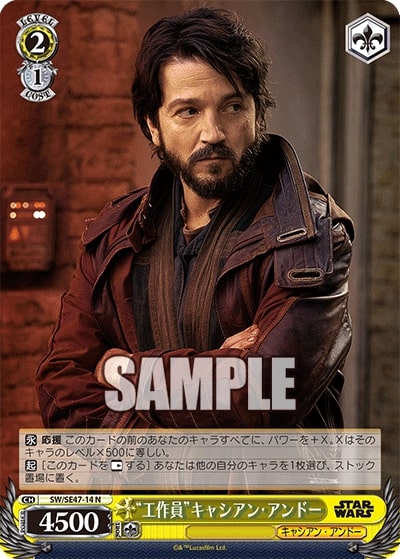 LEVEL
2
1
COST
SAMPLE
永 応援 このカードの前のあなたのキャラすべてに、パワーを＋X。Xはそ
のキャラのレベル×500に等しい。
起 ［このカードを する］ あなたは他の自分のキャラを1枚選び、ストック
置場に置く。
CH SW/SE47-14 N
4500
“工作員”キャシアン・アンドー
STAR WARS
キャシアン・アンドー
©&™Lucasfilm Ltd.